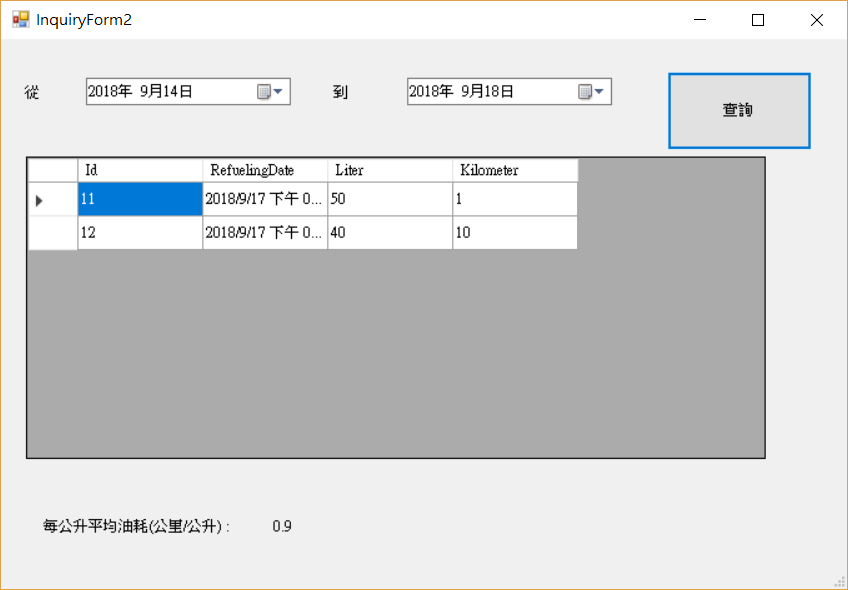 InquiryForm2
從 2018年 9月14日 到 2018年 9月18日 查詢
Id RefuelingDate Liter Kilometer
11 2018/9/17 下午 0... 50 1
12 2018/9/17 下午 0... 40 10
每公升平均油耗(公里/公升) : 0.9